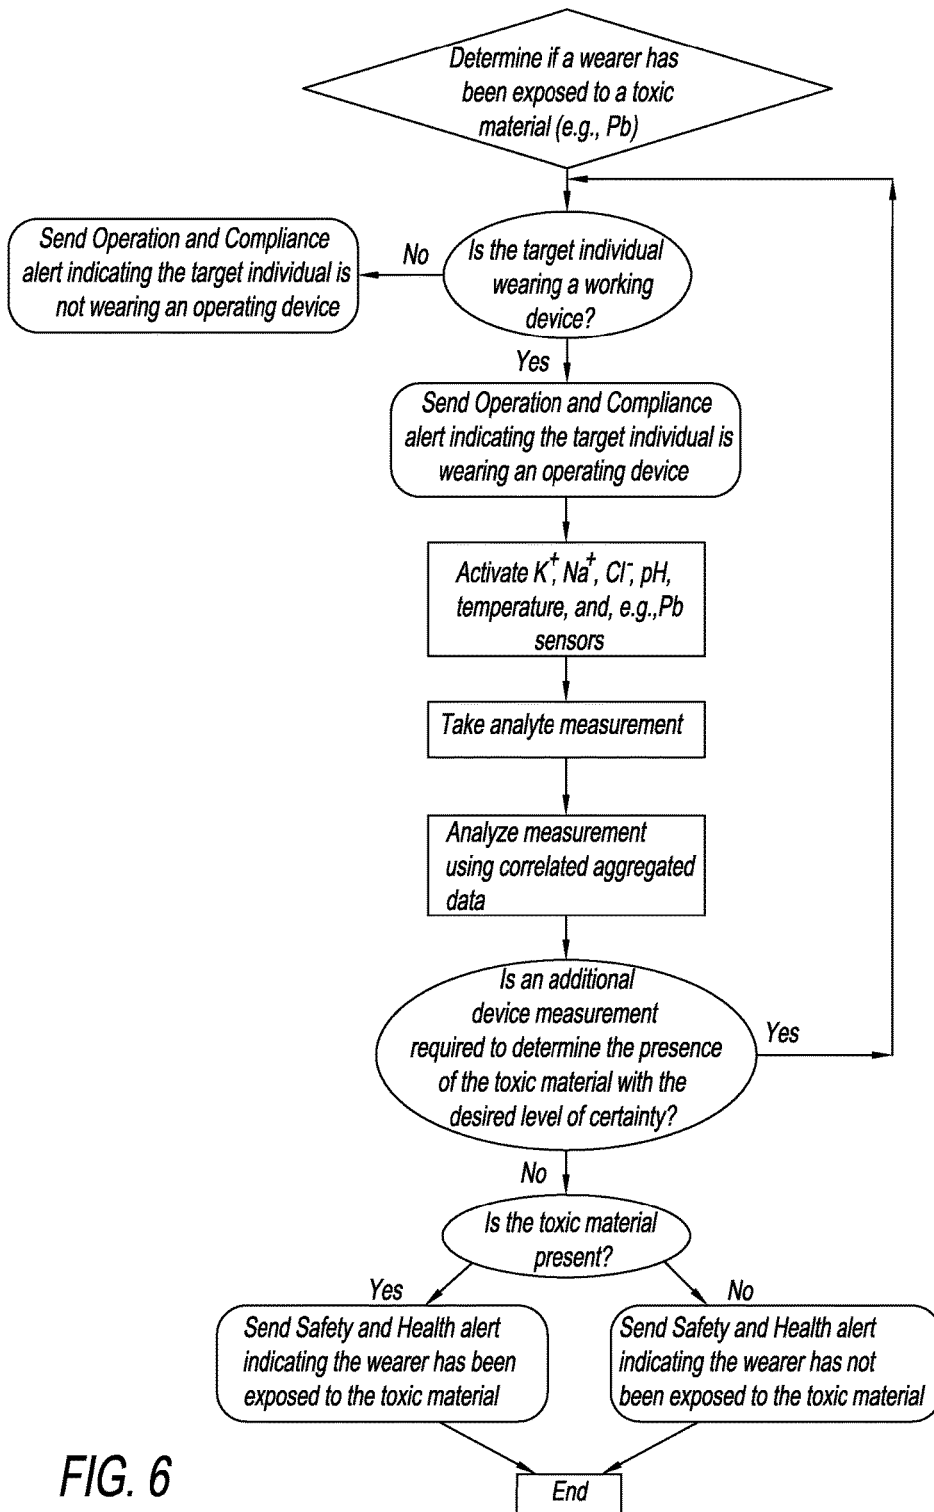 Determine if a wearer has
been exposed to a toxic
material (e.g., Pb)
Is the target individual
wearing a working
device?
No
Send Operation and Compliance
alert indicating the target individual is
not wearing an operating device
Yes
Send Operation and Compliance
alert indicating the target individual is
wearing an operating device
Activate K⁺, Na⁺, Cl⁻, pH,
temperature, and, e.g.,Pb
sensors
Take analyte measurement
Analyze measurement
using correlated aggregated
data
Is an additional
device measurement
required to determine the presence
of the toxic material with the
desired level of certainty?
Yes
No
Is the toxic material
present?
Yes
No
Send Safety and Health alert
indicating the wearer has been
exposed to the toxic material
Send Safety and Health alert
indicating the wearer has not
been exposed to the toxic material
End
FIG. 6